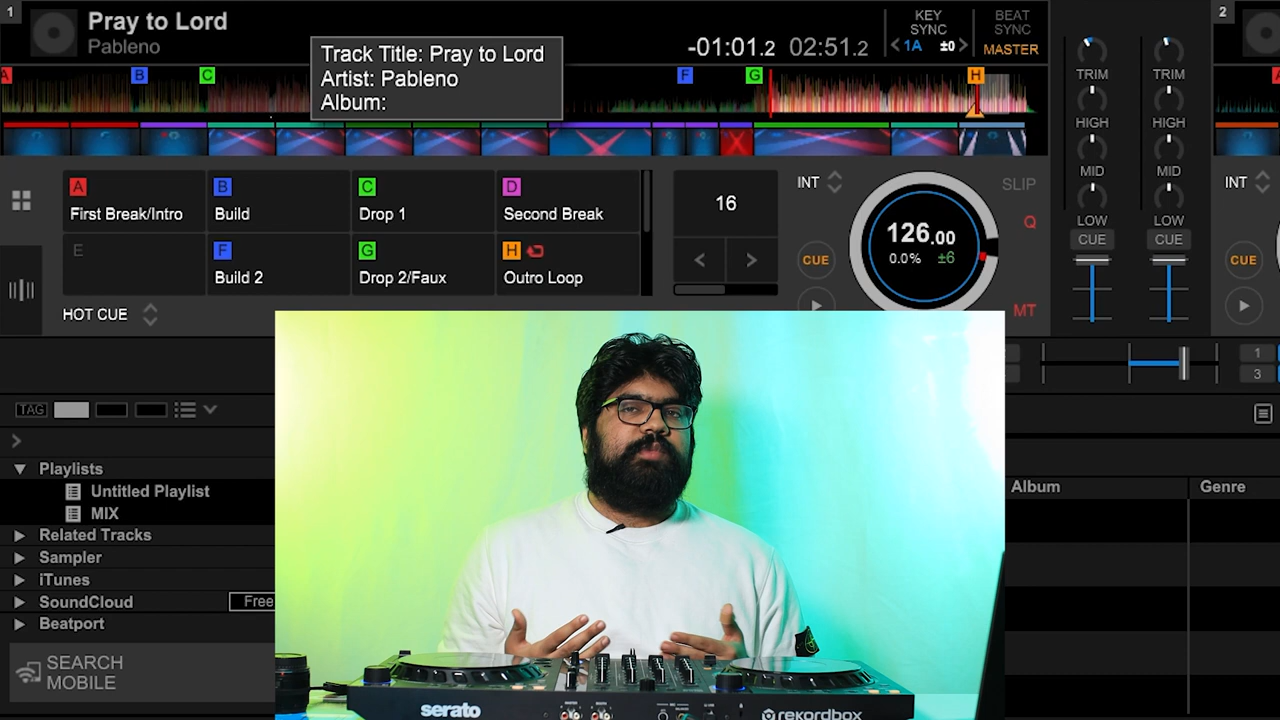 1
Pray to Lord
Pableno
Track Title: Pray to Lord
Artist: Pableno
Album:
-01:01.2 02:51.2
KEY SYNC
< 1A ±0 >
BEAT SYNC
MASTER
2
A B C F G H
A
A First Break/Intro
B Build
C Drop 1
D Second Break
E
F Build 2
G Drop 2/Faux
H Outro Loop
HOT CUE
16
< >
INT
SLIP
Q
CUE
126.00
0.0% ±6
MT
TRIM TRIM
HIGH HIGH
MID MID
LOW LOW
CUE CUE
INT
CUE
1
3
TAG
Playlists
Untitled Playlist
MIX
Related Tracks
Sampler
iTunes
SoundCloud Free
Beatport
SEARCH
MOBILE
Album Genre
serato
rekordbox